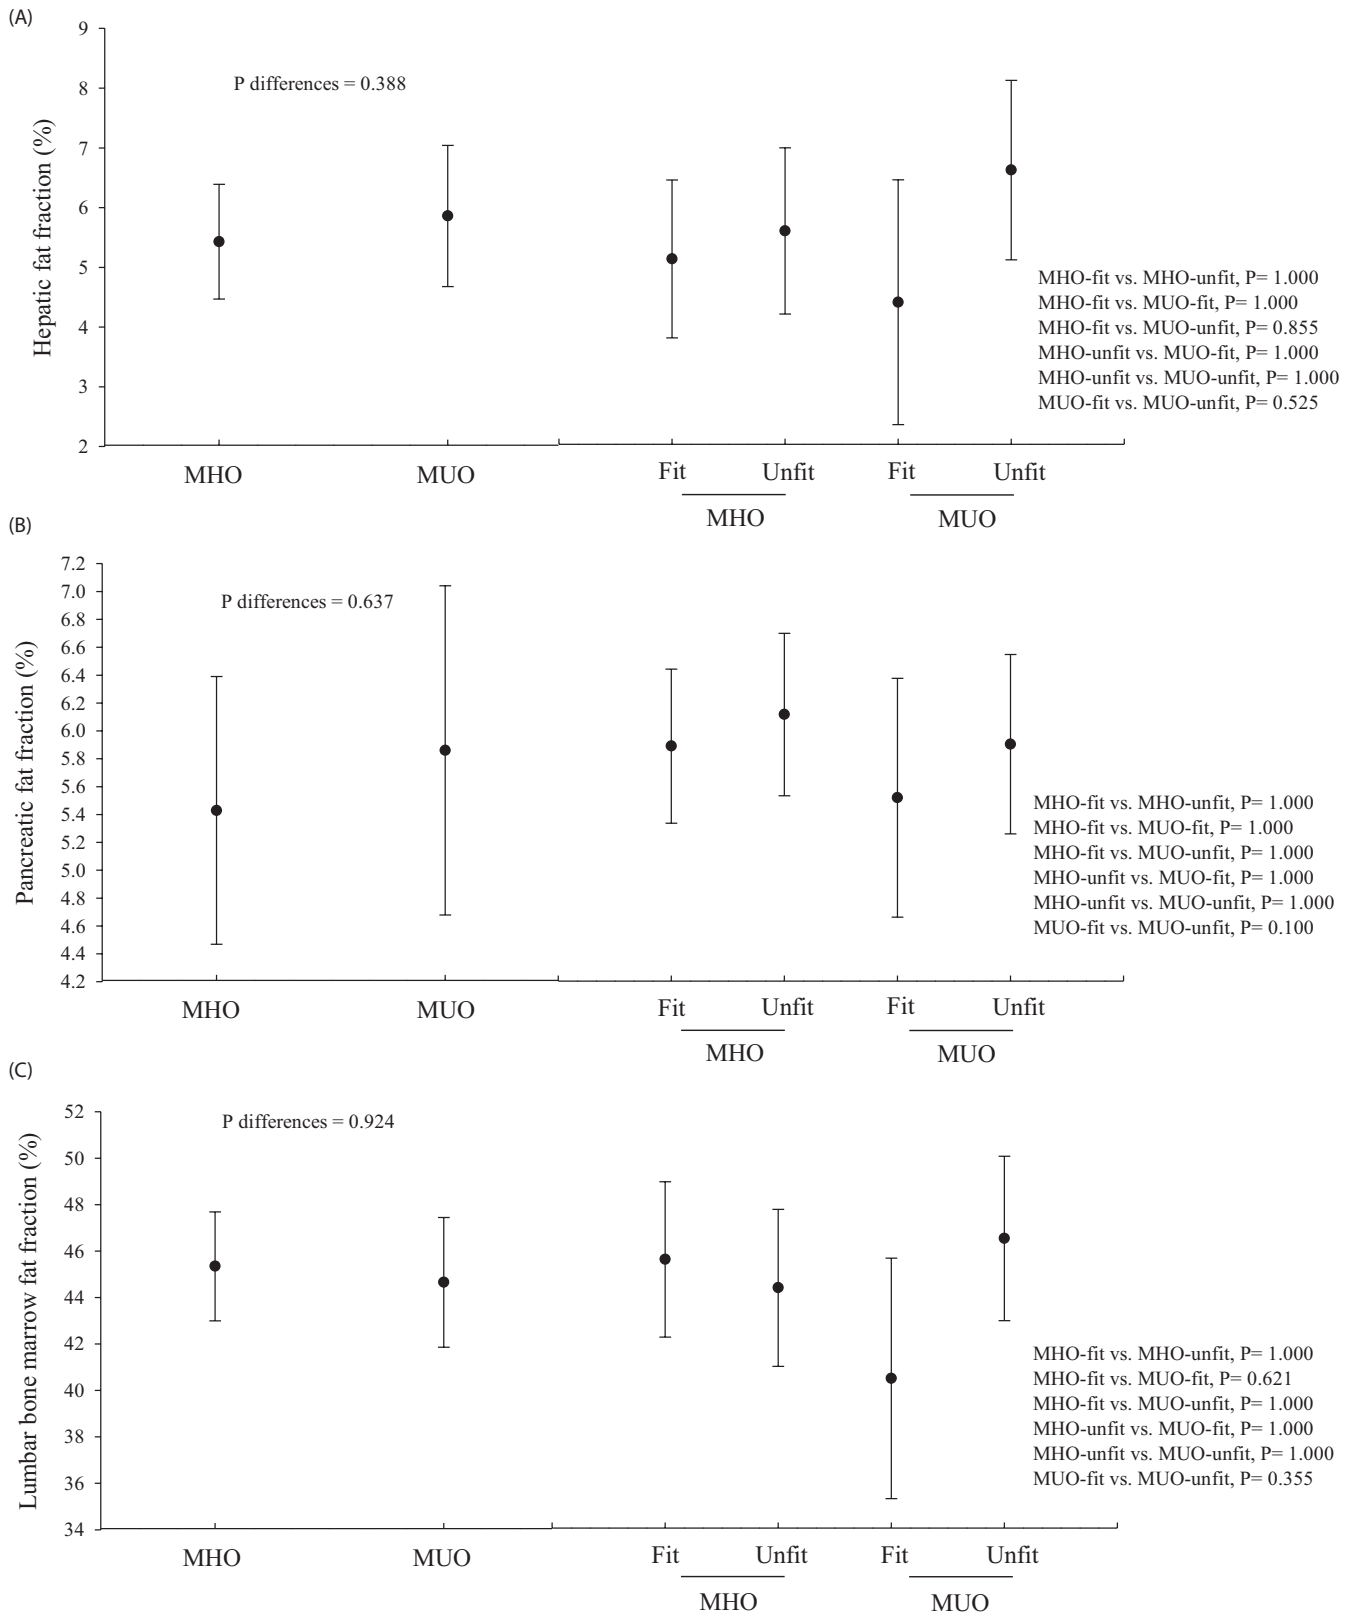 (A)
Hepatic fat fraction (%)
9
8
7
6
5
4
3
2
P differences = 0.388
MHO-fit vs. MHO-unfit, P= 1.000
MHO-fit vs. MUO-fit, P= 1.000
MHO-fit vs. MUO-unfit, P= 0.855
MHO-unfit vs. MUO-fit, P= 1.000
MHO-unfit vs. MUO-unfit, P= 1.000
MUO-fit vs. MUO-unfit, P= 0.525
MHO MUO Fit Unfit Fit Unfit
MHO MUO
(B)
Pancreatic fat fraction (%)
7.2
7.0
6.8
6.6
6.4
6.2
6.0
5.8
5.6
5.4
5.2
5.0
4.8
4.6
4.4
4.2
P differences = 0.637
MHO-fit vs. MHO-unfit, P= 1.000
MHO-fit vs. MUO-fit, P= 1.000
MHO-fit vs. MUO-unfit, P= 1.000
MHO-unfit vs. MUO-fit, P= 1.000
MHO-unfit vs. MUO-unfit, P= 1.000
MUO-fit vs. MUO-unfit, P= 0.100
MHO MUO Fit Unfit Fit Unfit
MHO MUO
(C)
Lumbar bone marrow fat fraction (%)
52
50
48
46
44
42
40
38
36
34
P differences = 0.924
MHO-fit vs. MHO-unfit, P= 1.000
MHO-fit vs. MUO-fit, P= 0.621
MHO-fit vs. MUO-unfit, P= 1.000
MHO-unfit vs. MUO-fit, P= 1.000
MHO-unfit vs. MUO-unfit, P= 1.000
MUO-fit vs. MUO-unfit, P= 0.355
MHO MUO Fit Unfit Fit Unfit
MHO MUO